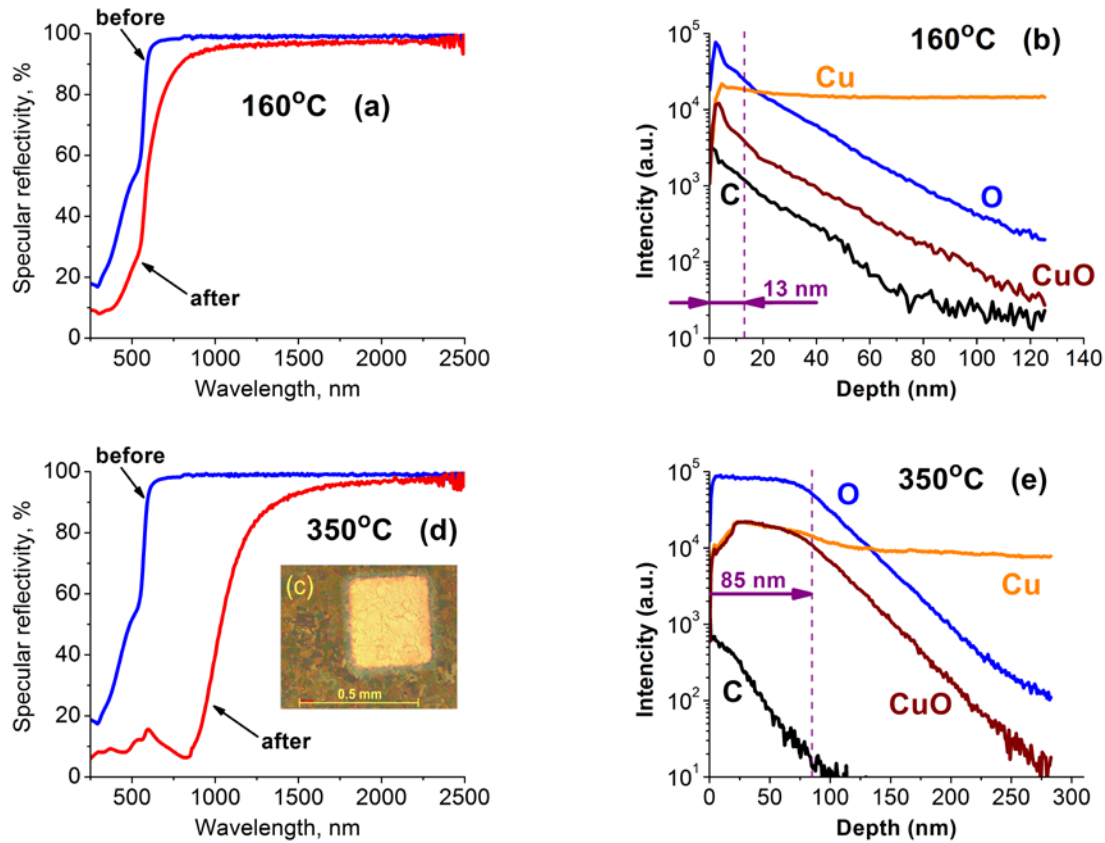 before
160°C (a)
after
Specular reflectivity, %
100
80
60
40
20
0
500
1000
1500
2000
2500
Wavelength, nm
160°C (b)
Cu
O
C
CuO
13 nm
Intencity (a.u.)
10⁵
10⁴
10³
10²
10¹
0
20
40
60
80
100
120
140
Depth (nm)
before
350°C (d)
(c)
0.5 mm
after
Specular reflectivity, %
100
80
60
40
20
0
500
1000
1500
2000
2500
Wavelength, nm
350°C (e)
O
Cu
85 nm
C
CuO
Intencity (a.u.)
10⁵
10⁴
10³
10²
10¹
0
50
100
150
200
250
300
Depth (nm)